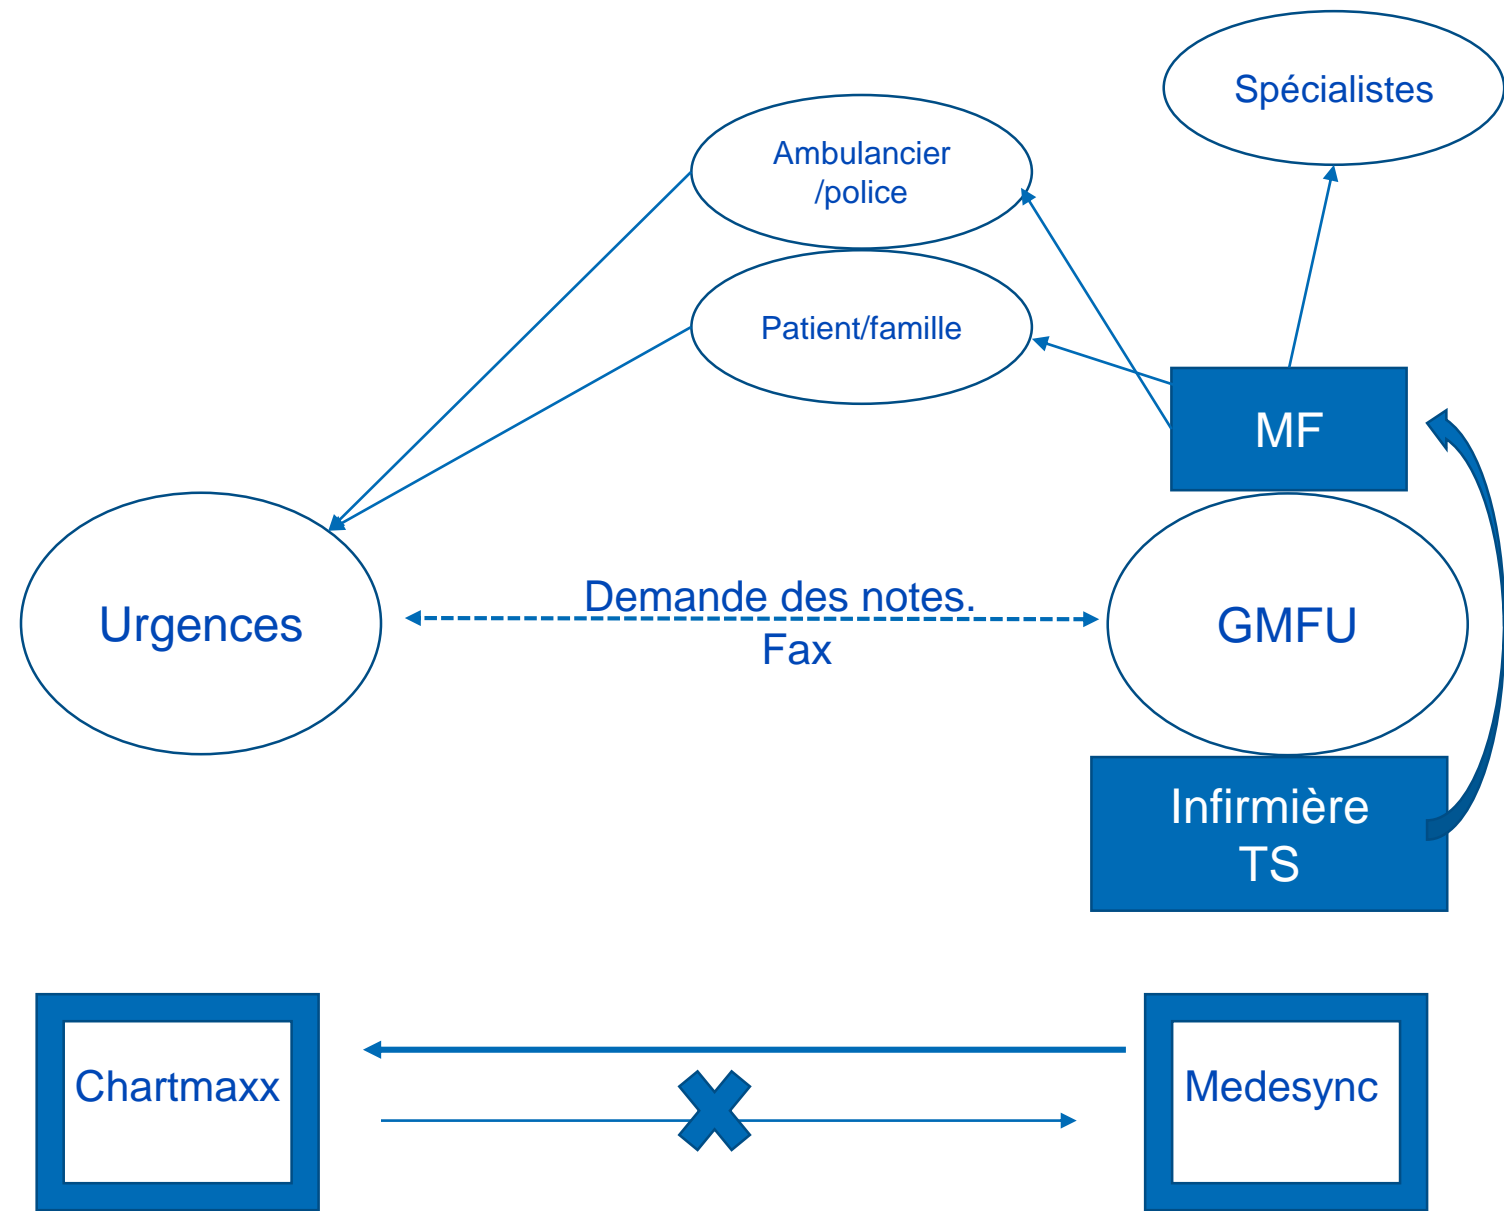 Spécialistes
Ambulancier
/police
Patient/famille
MF
Urgences
Demande des notes.
Fax
GMFU
Infirmière
TS
Chartmaxx
Medesync